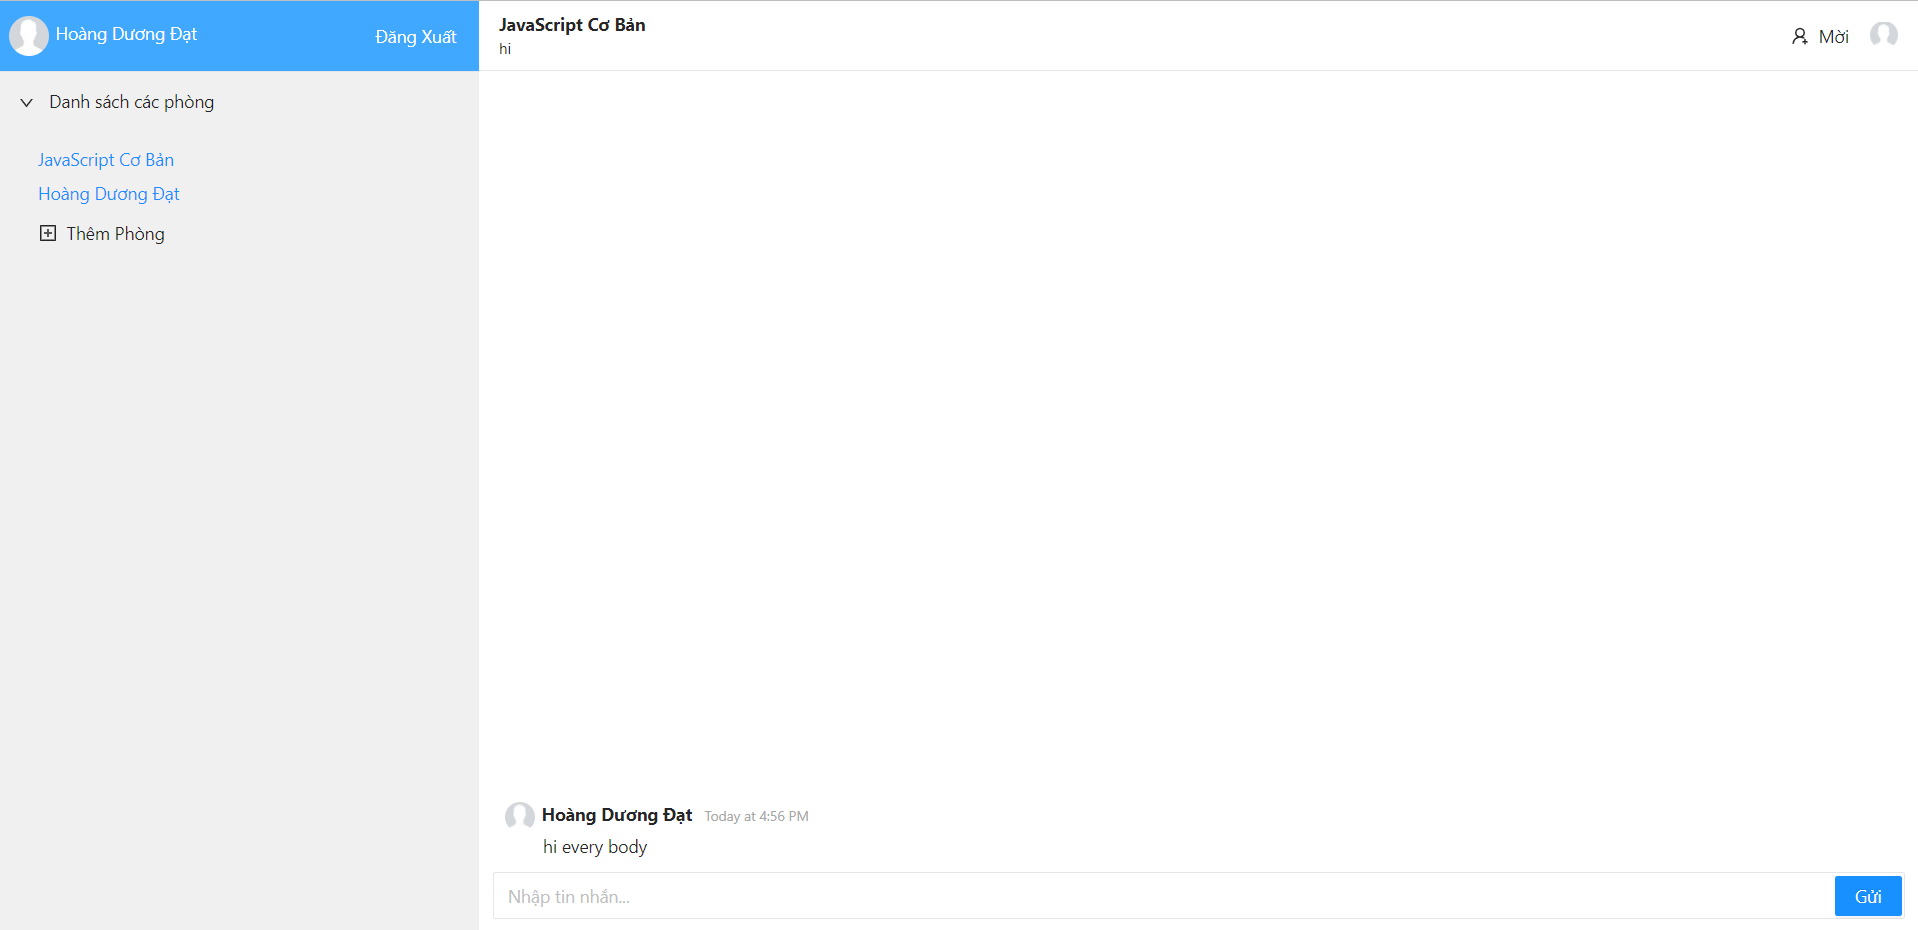 Hoàng Dương Đạt
Đăng Xuất
Danh sách các phòng
JavaScript Cơ Bản
Hoàng Dương Đạt
Thêm Phòng
JavaScript Cơ Bản
hi
Mời
Hoàng Dương Đạt Today at 4:56 PM
hi every body
Nhập tin nhắn...
Gửi